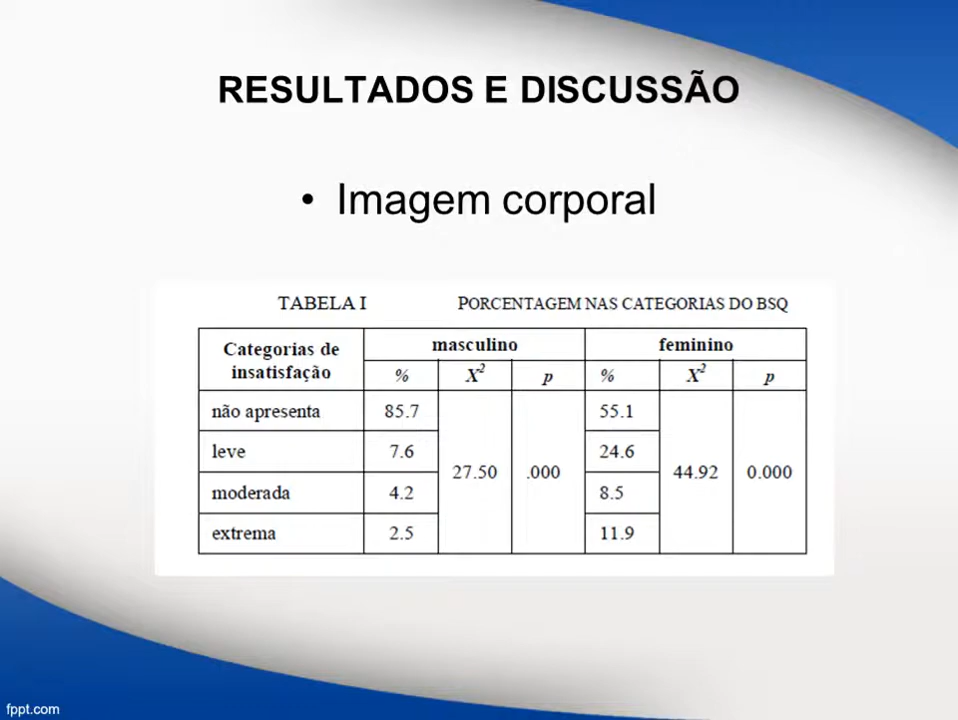 RESULTADOS E DISCUSSÃO
• Imagem corporal
TABELA I PORCENTAGEM NAS CATEGORIAS DO BSQ
Categorias de insatisfação masculino feminino
% X² p % X² p
não apresenta 85.7 27.50 .000 55.1 44.92 0.000
leve 7.6 24.6
moderada 4.2 8.5
extrema 2.5 11.9
fppt.com